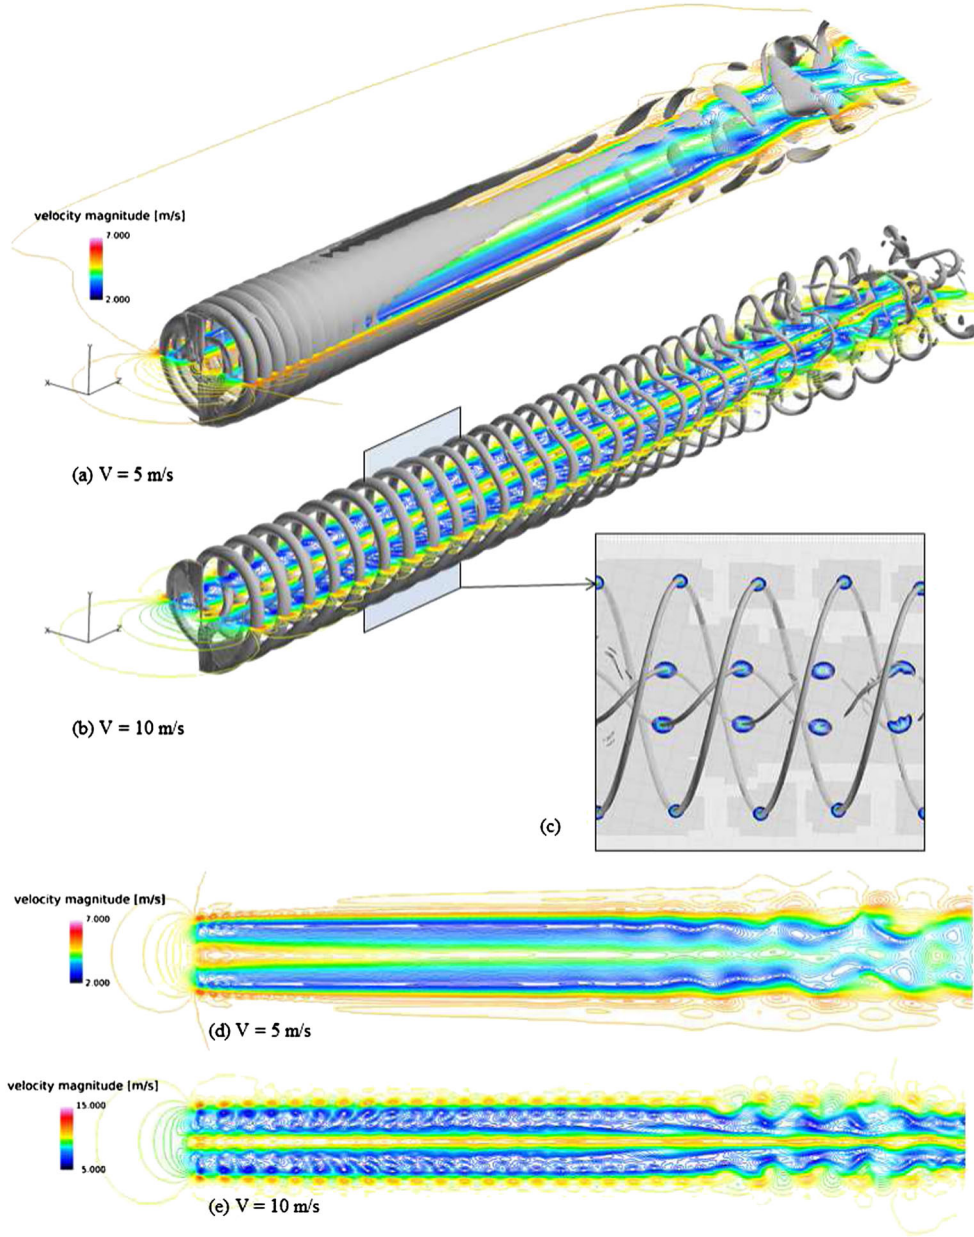 velocity magnitude [m/s]
7.000
2.000
Y
X
Z
(a) V = 5 m/s
Y
X
Z
(b) V = 10 m/s
(c)
velocity magnitude [m/s]
7.000
2.000
(d) V = 5 m/s
velocity magnitude [m/s]
15.000
5.000
(e) V = 10 m/s